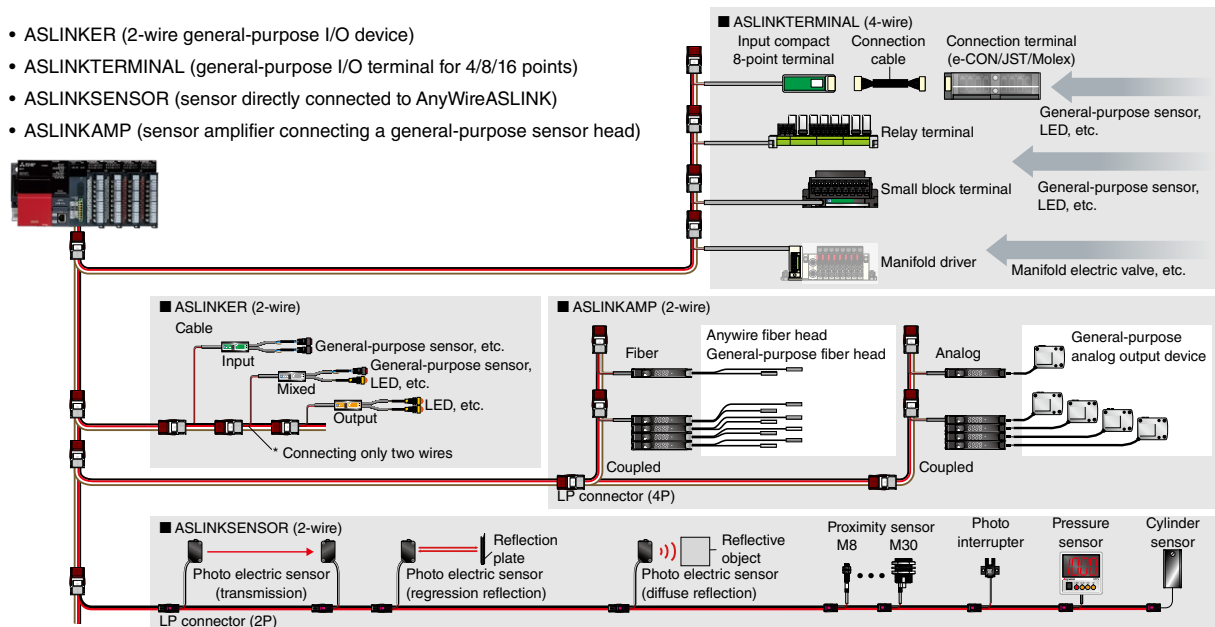 • ASLINKER (2-wire general-purpose I/O device)
• ASLINKTERMINAL (general-purpose I/O terminal for 4/8/16 points)
• ASLINKSENSOR (sensor directly connected to AnyWireASLINK)
• ASLINKAMP (sensor amplifier connecting a general-purpose sensor head)
■ ASLINKTERMINAL (4-wire)
Input compact
8-point terminal
Connection
cable
Connection terminal
(e-CON/JST/Molex)
General-purpose sensor,
LED, etc.
Relay terminal
Small block terminal
General-purpose sensor,
LED, etc.
Manifold driver
Manifold electric valve, etc.
■ ASLINKER (2-wire)
Cable
Input
General-purpose sensor, etc.
Mixed
General-purpose sensor,
LED, etc.
Output
LED, etc.
* Connecting only two wires
■ ASLINKAMP (2-wire)
Fiber
Anywire fiber head
General-purpose fiber head
Analog
General-purpose
analog output device
Coupled
Coupled
LP connector (4P)
■ ASLINKSENSOR (2-wire)
Photo electric sensor
(transmission)
Reflection
plate
Photo electric sensor
(regression reflection)
Reflective
object
Photo electric sensor
(diffuse reflection)
Proximity sensor
M8
M30
Photo
interrupter
Pressure
sensor
Cylinder
sensor
LP connector (2P)